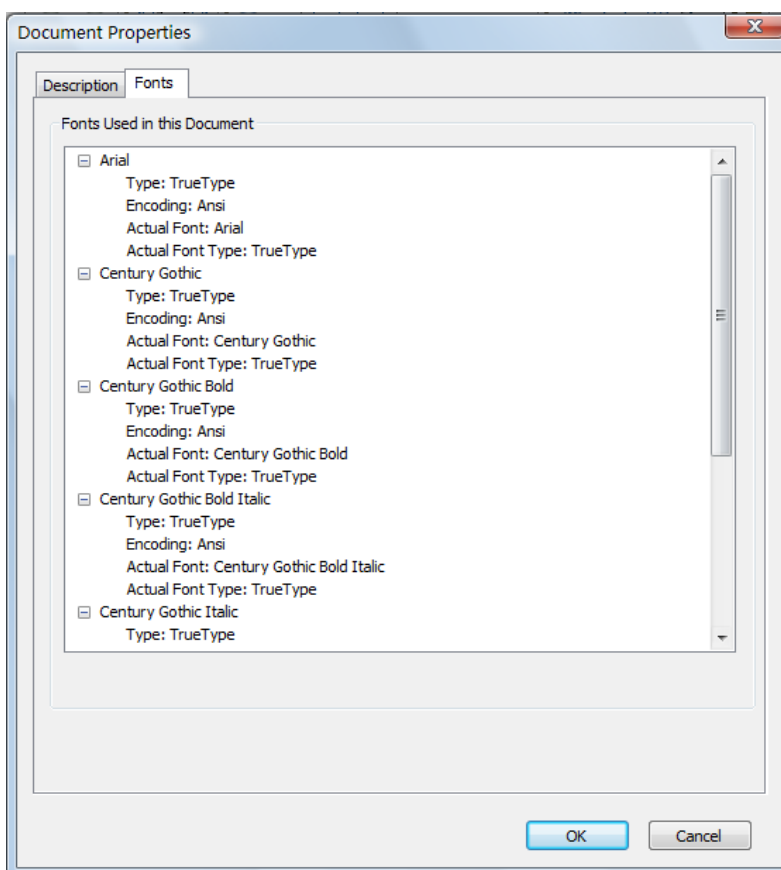 Document Properties
Description Fonts
Fonts Used in this Document
Arial
Type: TrueType
Encoding: Ansi
Actual Font: Arial
Actual Font Type: TrueType
Century Gothic
Type: TrueType
Encoding: Ansi
Actual Font: Century Gothic
Actual Font Type: TrueType
Century Gothic Bold
Type: TrueType
Encoding: Ansi
Actual Font: Century Gothic Bold
Actual Font Type: TrueType
Century Gothic Bold Italic
Type: TrueType
Encoding: Ansi
Actual Font: Century Gothic Bold Italic
Actual Font Type: TrueType
Century Gothic Italic
Type: TrueType
OK Cancel